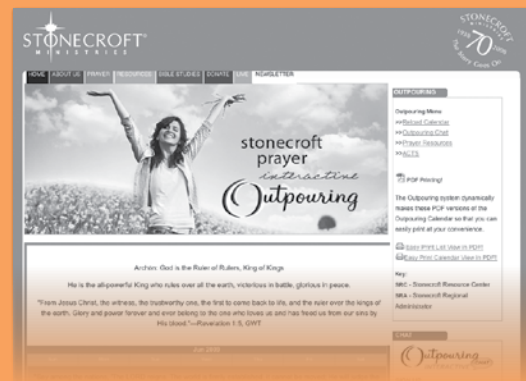 STONECROFT®
MINISTRIES
STONECROFT
MINISTRIES
1938
70
2008
The Story Goes On
HOME
ABOUT US
PRAYER
RESOURCES
BIBLE STUDIES
DONATE
LIVE
NEWSLETTER
stonecroft
prayer
interactive
Outpouring
Archon: God is the Ruler of Rulers, King of Kings
He is the all-powerful King who rules over all the earth, victorious in battle, glorious in peace.
"From Jesus Christ, the witness, the trustworthy one, the first to come back to life, and the ruler over the kings of
the earth. Glory and power forever and ever belong to the one who loves us and has freed us from our sins by
His blood."—Revelation 1:5, GWT
OUTPOURING
Outpouring Menu
>>Reload Calendar
>>Outpouring Chat
>>Prayer Resources
>>ACTS
PDF Printing!
The Outpouring system dynamically
makes these PDF versions of the
Outpouring Calendar so that you can
easily print at your convenience.
Easy Print List View in PDF!
Easy Print Calendar View in PDF!
Key:
SRC - Stonecroft Resource Center
SRA - Stonecroft Regional
Administrator
CHAT
Outpouring